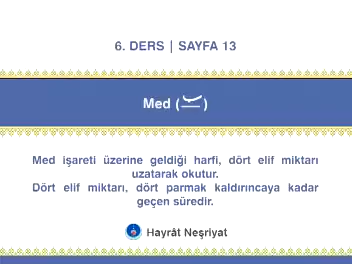 6. DERS | SAYFA 13
Med ( ـٓ )
Med işareti üzerine geldiği harfi, dört elif miktarı
uzatarak okutur.
Dört elif miktarı, dört parmak kaldırıncaya kadar
geçen süredir.
Hayrât Neşriyat